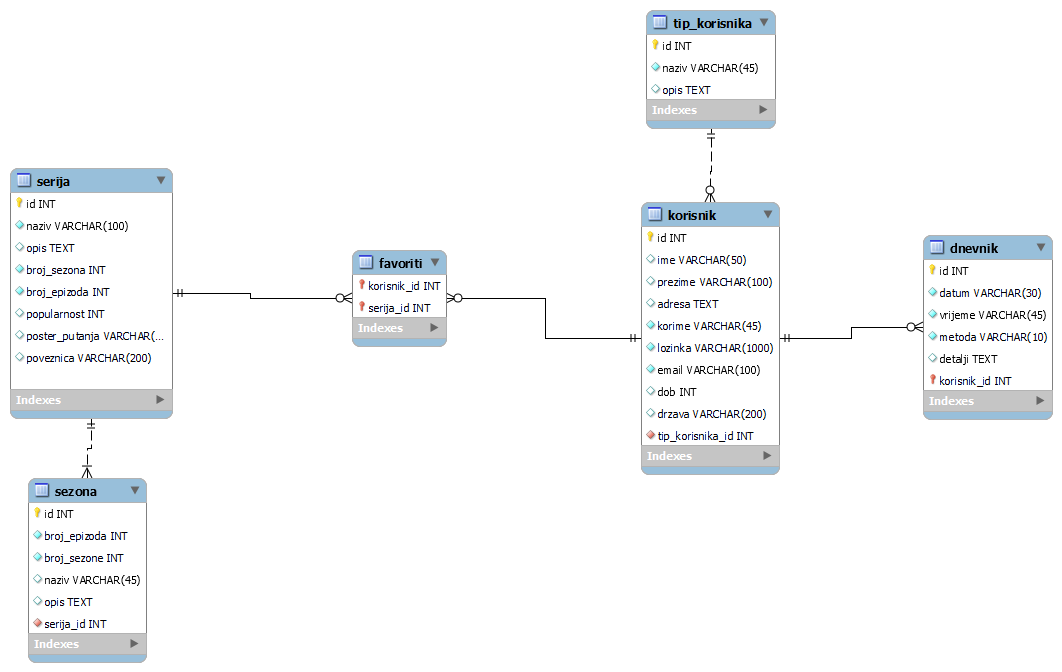 tip_korisnika
id INT
naziv VARCHAR(45)
opis TEXT
Indexes
serija
id INT
naziv VARCHAR(100)
opis TEXT
broj_sezona INT
broj_epizoda INT
popularnost INT
poster_putanja VARCHAR(...
poveznica VARCHAR(200)
Indexes
favoriti
korisnik_id INT
serija_id INT
Indexes
korisnik
id INT
ime VARCHAR(50)
prezime VARCHAR(100)
adresa TEXT
korime VARCHAR(45)
lozinka VARCHAR(1000)
email VARCHAR(100)
dob INT
drzava VARCHAR(200)
tip_korisnika_id INT
Indexes
dnevnik
id INT
datum VARCHAR(30)
vrijeme VARCHAR(45)
metoda VARCHAR(10)
detalji TEXT
korisnik_id INT
Indexes
sezona
id INT
broj_epizoda INT
broj_sezone INT
naziv VARCHAR(45)
opis TEXT
serija_id INT
Indexes